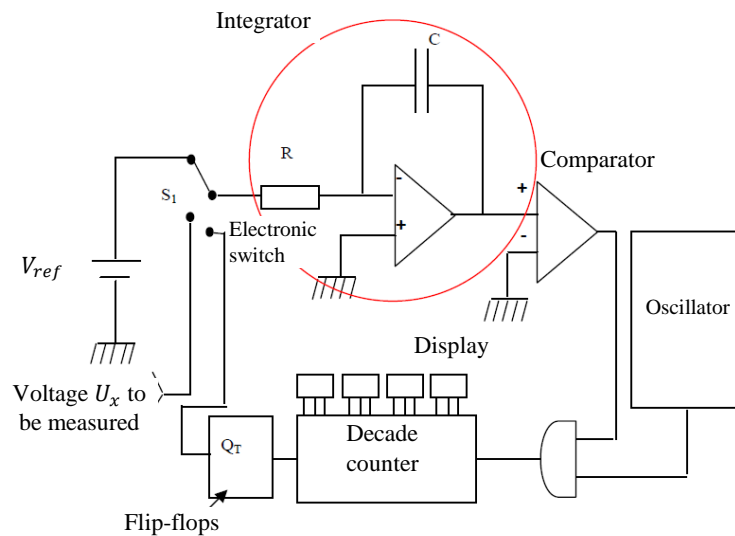 Integrator
C
R
Comparator
-
+
+
-
S1
Electronic
switch
Vref
Oscillator
Display
Voltage Ux to
be measured
QT
Decade
counter
Flip-flops